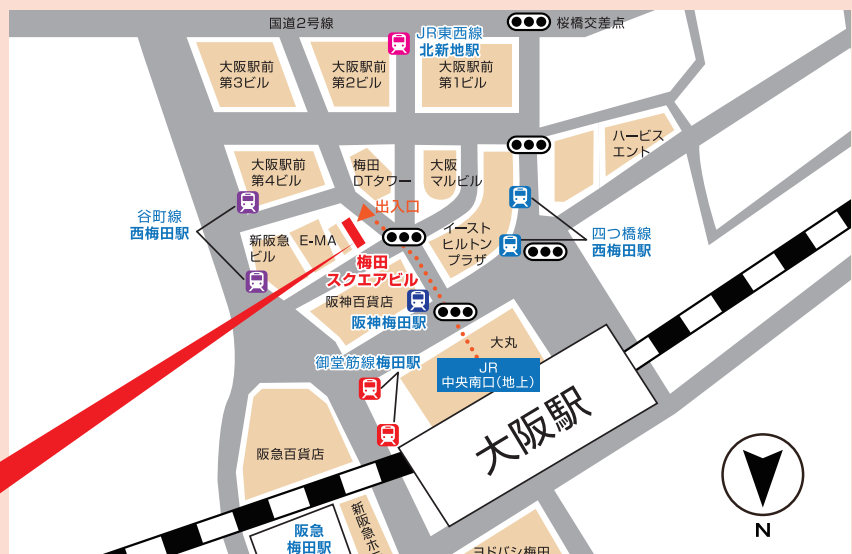 国道2号線
桜橋交差点
JR東西線
北新地駅
大阪駅前
第3ビル
大阪駅前
第2ビル
大阪駅前
第1ビル
ハービス
エント
大阪駅前
第4ビル
梅田
DTタワー
大阪
マルビル
出入口
谷町線
西梅田駅
新阪急
ビル
E-MA
イースト
ヒルトン
プラザ
四つ橋線
西梅田駅
梅田
スクエアビル
阪神百貨店
阪神梅田駅
大丸
御堂筋線梅田駅
JR
中央南口(地上)
大阪駅
阪急百貨店
阪急
梅田駅
新阪急ホ
ヨドバシ梅田
N